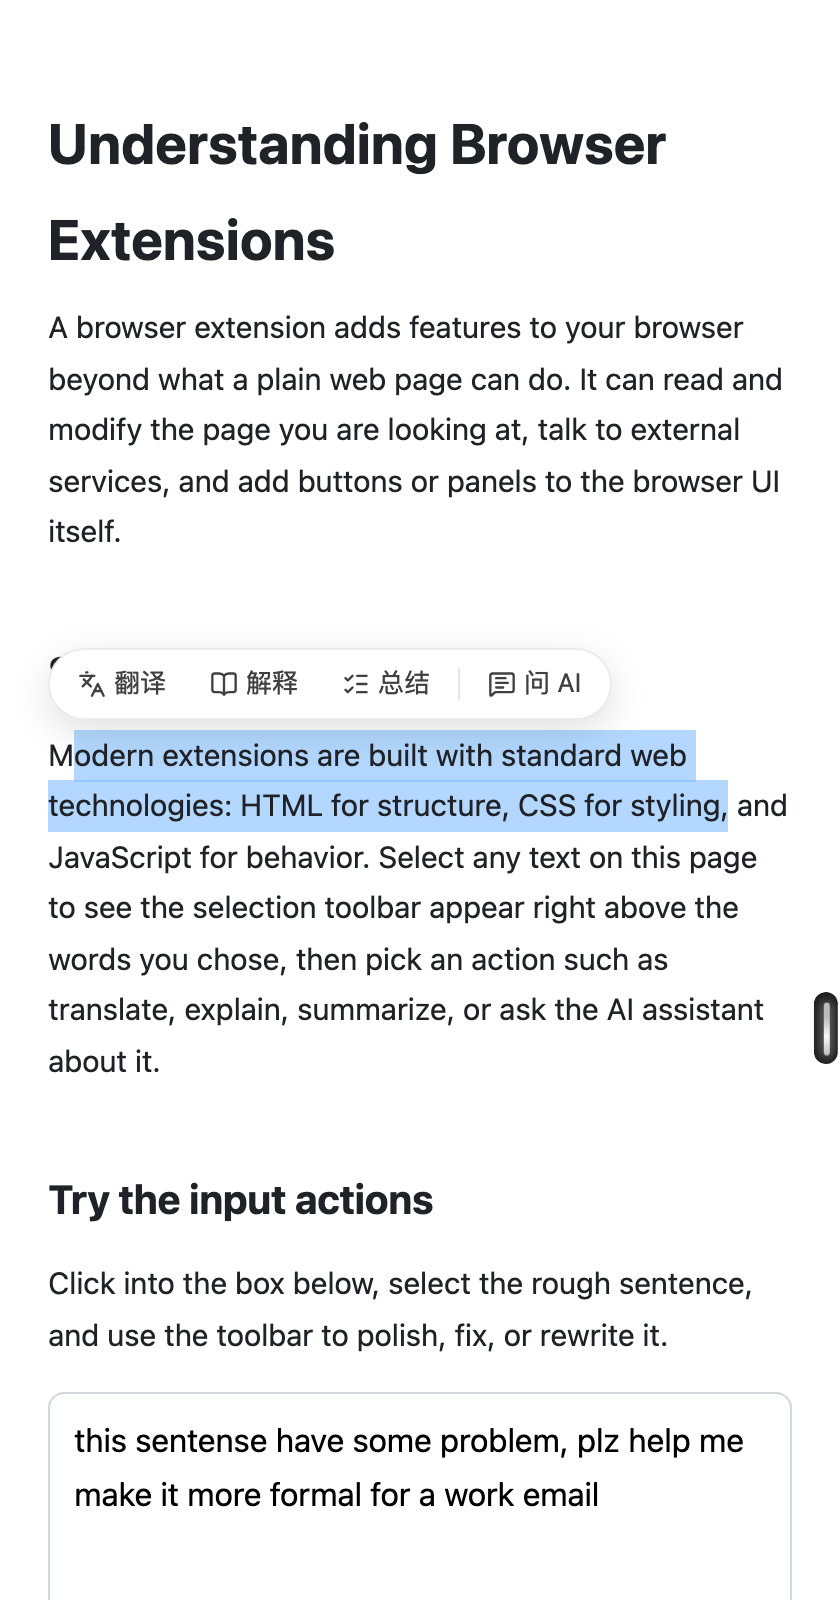 Understanding Browser
Extensions
A browser extension adds features to your browser
beyond what a plain web page can do. It can read and
modify the page you are looking at, talk to external
services, and add buttons or panels to the browser UI
itself.
翻译 解释 总结 问 AI
Modern extensions are built with standard web
technologies: HTML for structure, CSS for styling, and
JavaScript for behavior. Select any text on this page
to see the selection toolbar appear right above the
words you chose, then pick an action such as
translate, explain, summarize, or ask the AI assistant
about it.
Try the input actions
Click into the box below, select the rough sentence,
and use the toolbar to polish, fix, or rewrite it.
this sentense have some problem, plz help me
make it more formal for a work email